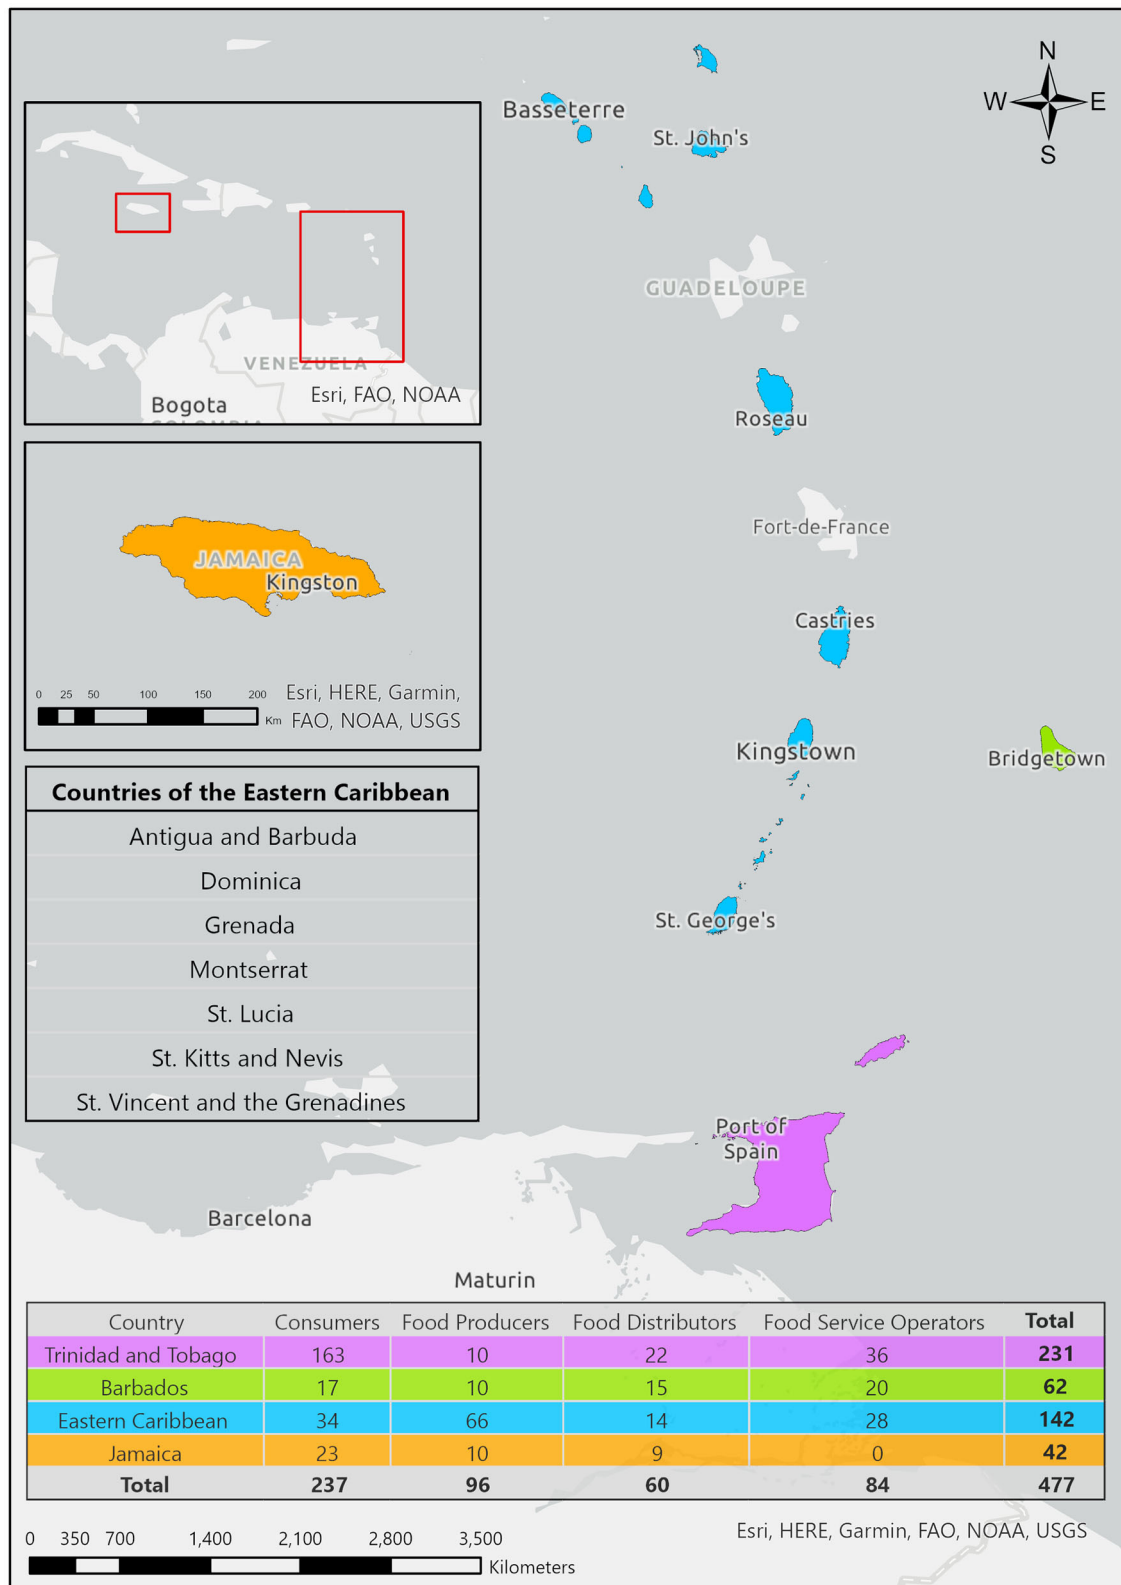 N
W E
S
Basseterre
St. John's
GUADELOUPE
Roseau
Fort-de-France
Castries
Kingstown
Bridgetown
St. George's
Port of
Spain
Barcelona
Maturin
VENEZUELA
Bogota
COLOMBIA
Esri, FAO, NOAA
JAMAICA
Kingston
0 25 50 100 150 200
Km
Esri, HERE, Garmin,
FAO, NOAA, USGS
Countries of the Eastern Caribbean
Antigua and Barbuda
Dominica
Grenada
Montserrat
St. Lucia
St. Kitts and Nevis
St. Vincent and the Grenadines
Country Consumers Food Producers Food Distributors Food Service Operators Total
Trinidad and Tobago 163 10 22 36 231
Barbados 17 10 15 20 62
Eastern Caribbean 34 66 14 28 142
Jamaica 23 10 9 0 42
Total 237 96 60 84 477
0 350 700 1,400 2,100 2,800 3,500
Kilometers
Esri, HERE, Garmin, FAO, NOAA, USGS